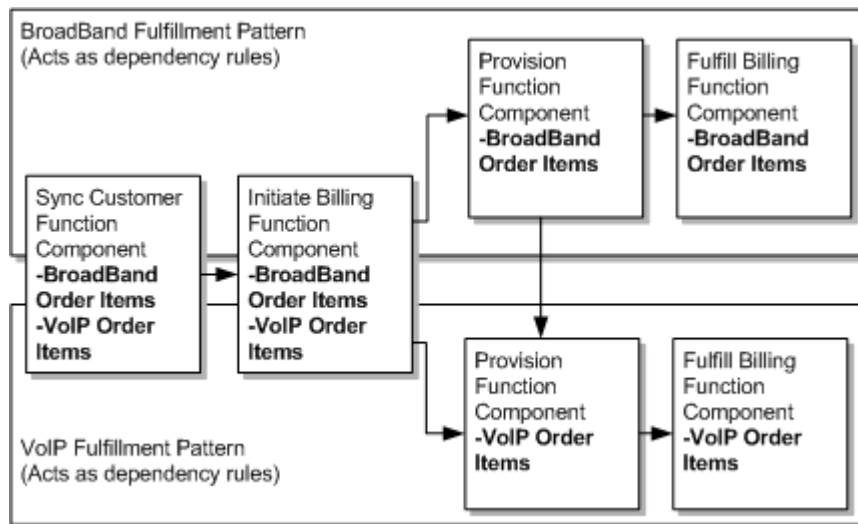 BroadBand Fulfillment Pattern
(Acts as dependency rules)
Provision
Function
Component
-BroadBand
Order Items
Fulfill Billing
Function
Component
-BroadBand
Order Items
Sync Customer
Function
Component
-BroadBand
Order Items
-VoIP Order
Items
Initiate Billing
Function
Component
-BroadBand
Order Items
-VoIP Order
Items
Provision
Function
Component
-VoIP Order
Items
Fulfill Billing
Function
Component
-VoIP Order
Items
VoIP Fulfillment Pattern
(Acts as dependency rules)